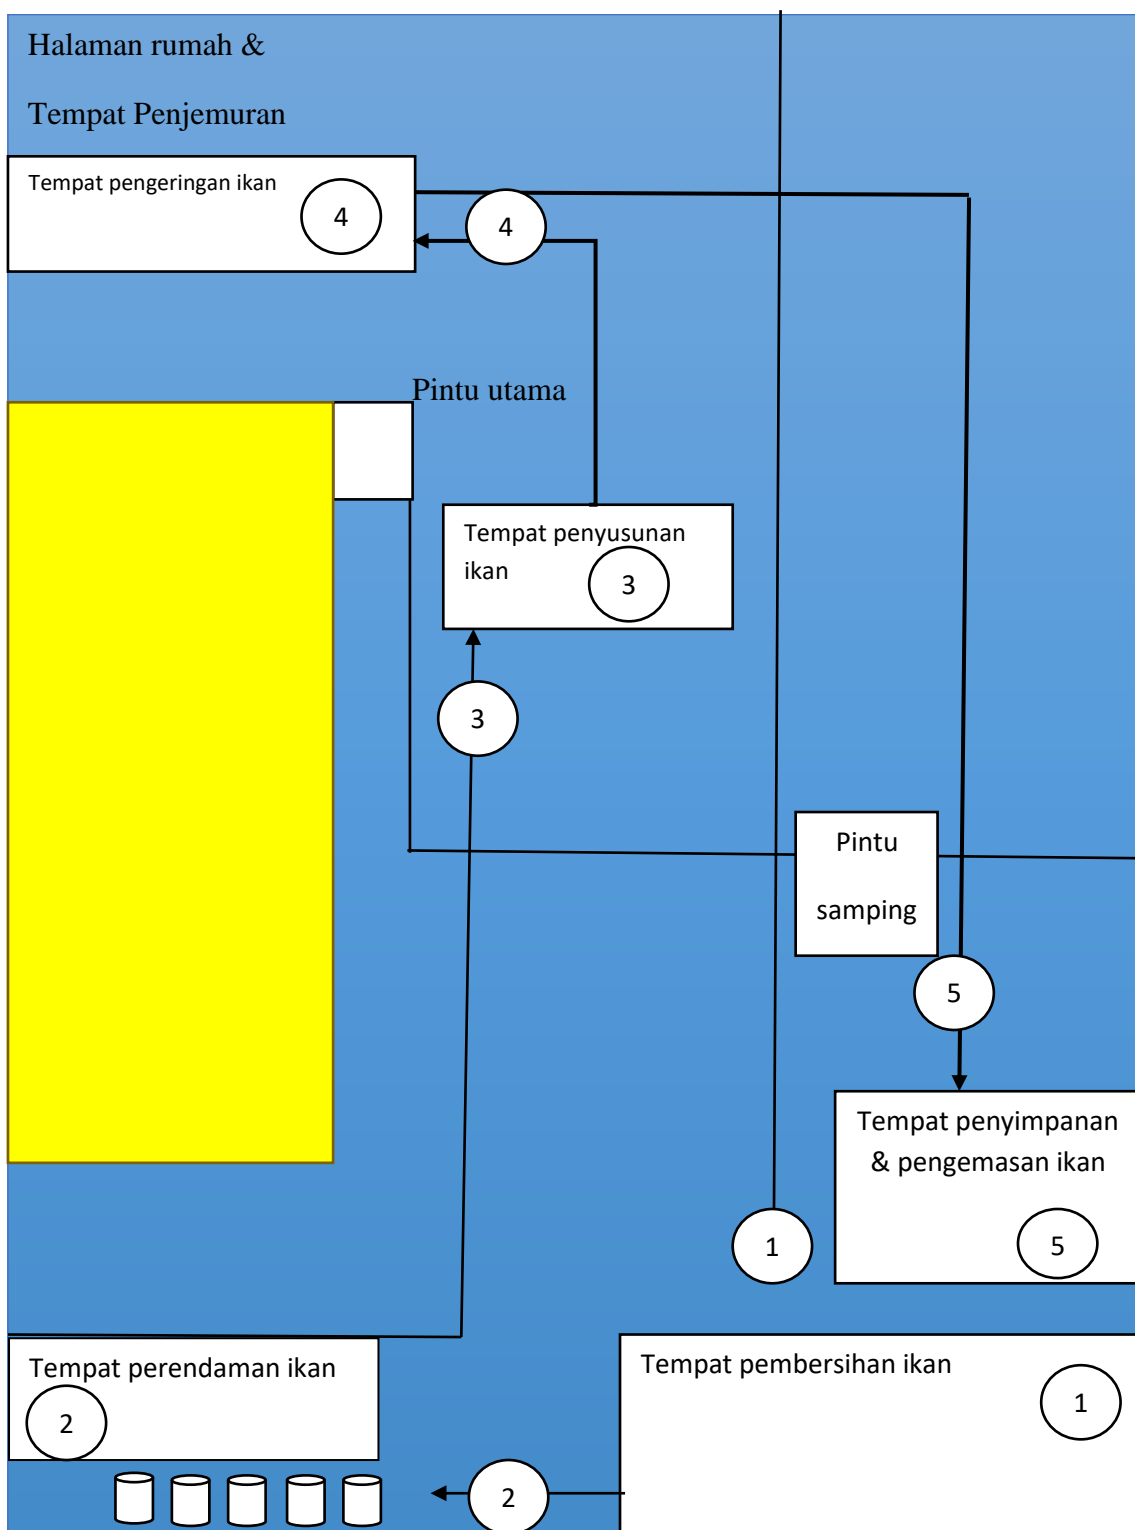 Halaman rumah &
Tempat Penjemuran
Tempat pengeringan ikan
4
4
Pintu utama
Tempat penyusunan
ikan
3
3
Pintu
samping
5
Tempat penyimpanan
& pengemasan ikan
5
1
Tempat perendaman ikan
2
Tempat pembersihan ikan
1
2